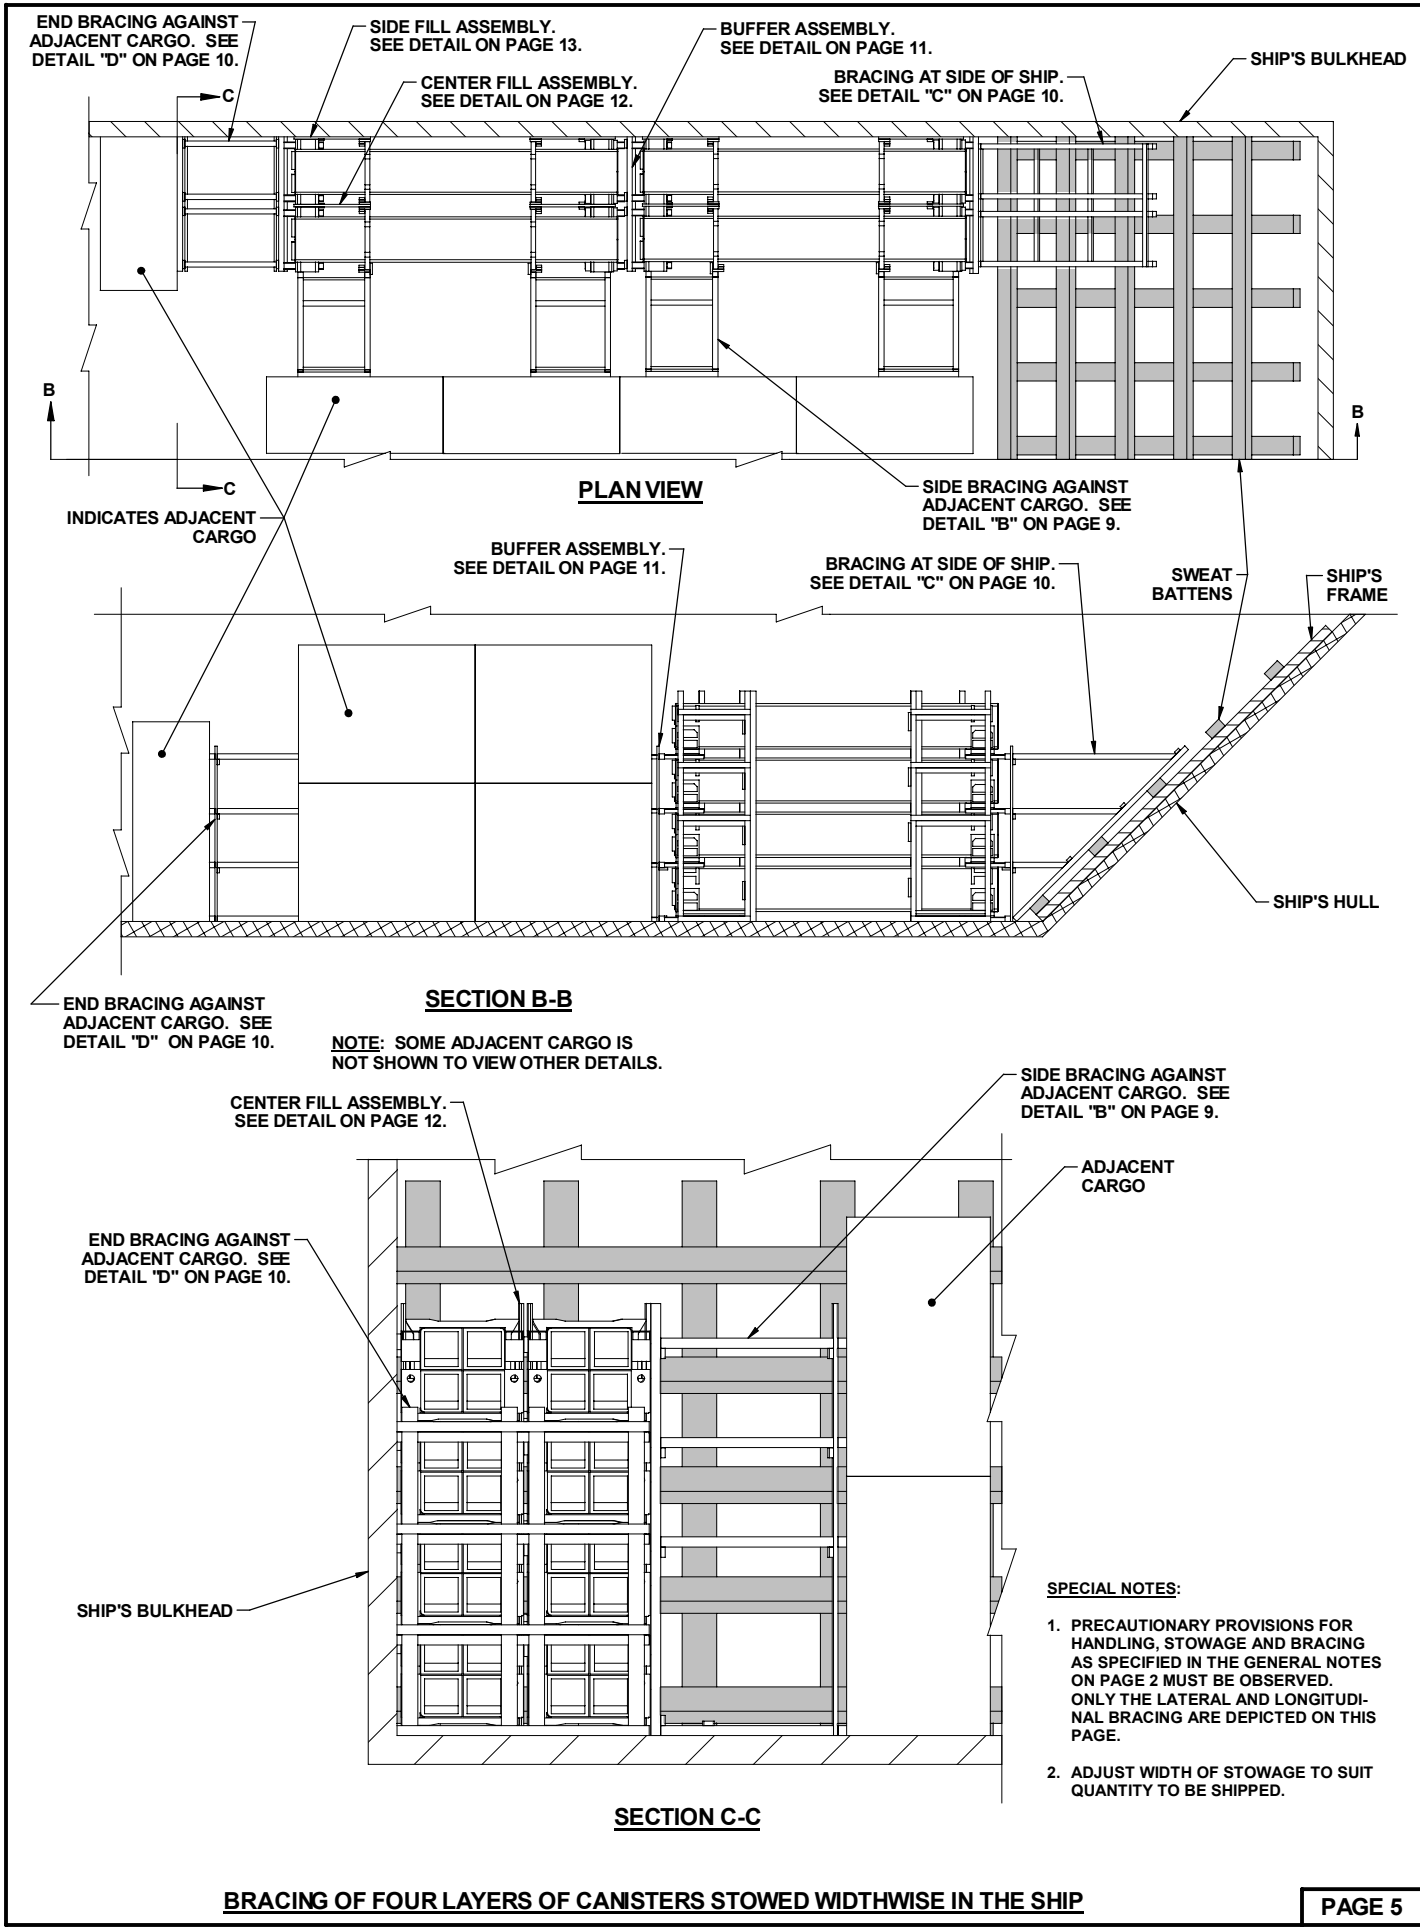 END BRACING AGAINST
ADJACENT CARGO.  SEE
DETAIL "D" ON PAGE 10.
SIDE FILL ASSEMBLY.
SEE DETAIL ON PAGE 13.
CENTER FILL ASSEMBLY.
SEE DETAIL ON PAGE 12.
BUFFER ASSEMBLY.
SEE DETAIL ON PAGE 11.
BRACING AT SIDE OF SHIP.
SEE DETAIL "C" ON PAGE 10.
SHIP'S BULKHEAD
C
B
B
C
PLAN VIEW
SIDE BRACING AGAINST
ADJACENT CARGO.  SEE
DETAIL "B" ON PAGE 9.
INDICATES ADJACENT
CARGO
BUFFER ASSEMBLY.
SEE DETAIL ON PAGE 11.
BRACING AT SIDE OF SHIP.
SEE DETAIL "C" ON PAGE 10.
SWEAT
BATTENS
SHIP'S
FRAME
SHIP'S HULL
END BRACING AGAINST
ADJACENT CARGO.  SEE
DETAIL "D"  ON PAGE 10.
SECTION B-B
NOTE:  SOME ADJACENT CARGO IS
NOT SHOWN TO VIEW OTHER DETAILS.
CENTER FILL ASSEMBLY.
SEE DETAIL ON PAGE 12.
SIDE BRACING AGAINST
ADJACENT CARGO.  SEE
DETAIL "B" ON PAGE 9.
ADJACENT
CARGO
END BRACING AGAINST
ADJACENT CARGO.  SEE
DETAIL "D" ON PAGE 10.
SHIP'S BULKHEAD
SPECIAL NOTES:
1.  PRECAUTIONARY PROVISIONS FOR
HANDLING, STOWAGE AND BRACING
AS SPECIFIED IN THE GENERAL NOTES
ON PAGE 2 MUST BE OBSERVED.
ONLY THE LATERAL AND LONGITUDI-
NAL BRACING ARE DEPICTED ON THIS
PAGE.
2.  ADJUST WIDTH OF STOWAGE TO SUIT
QUANTITY TO BE SHIPPED.
SECTION C-C
BRACING OF FOUR LAYERS OF CANISTERS STOWED WIDTHWISE IN THE SHIP
PAGE 5